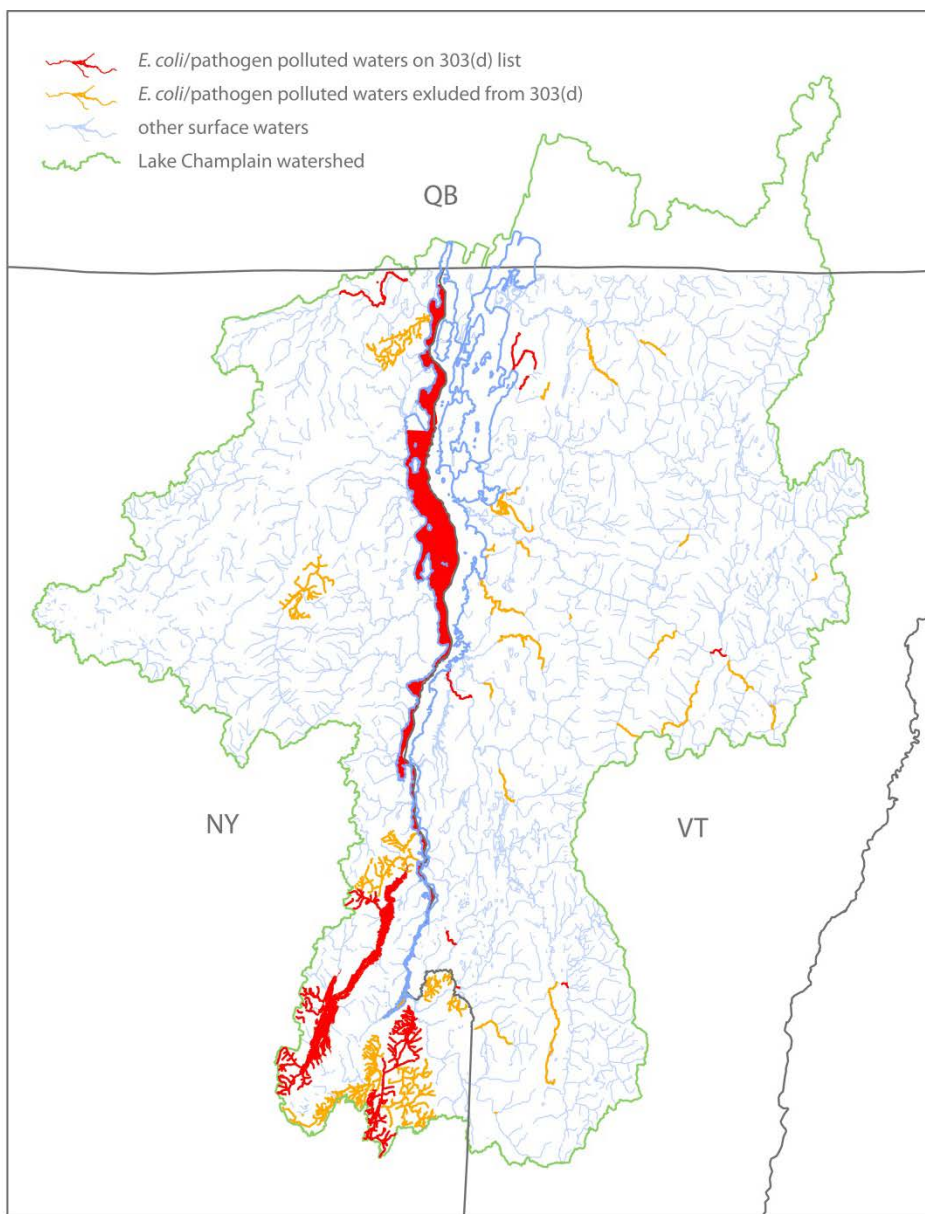 E. coli/pathogen polluted waters on 303(d) list
E. coli/pathogen polluted waters exluded from 303(d)
other surface waters
Lake Champlain watershed
QB
NY
VT